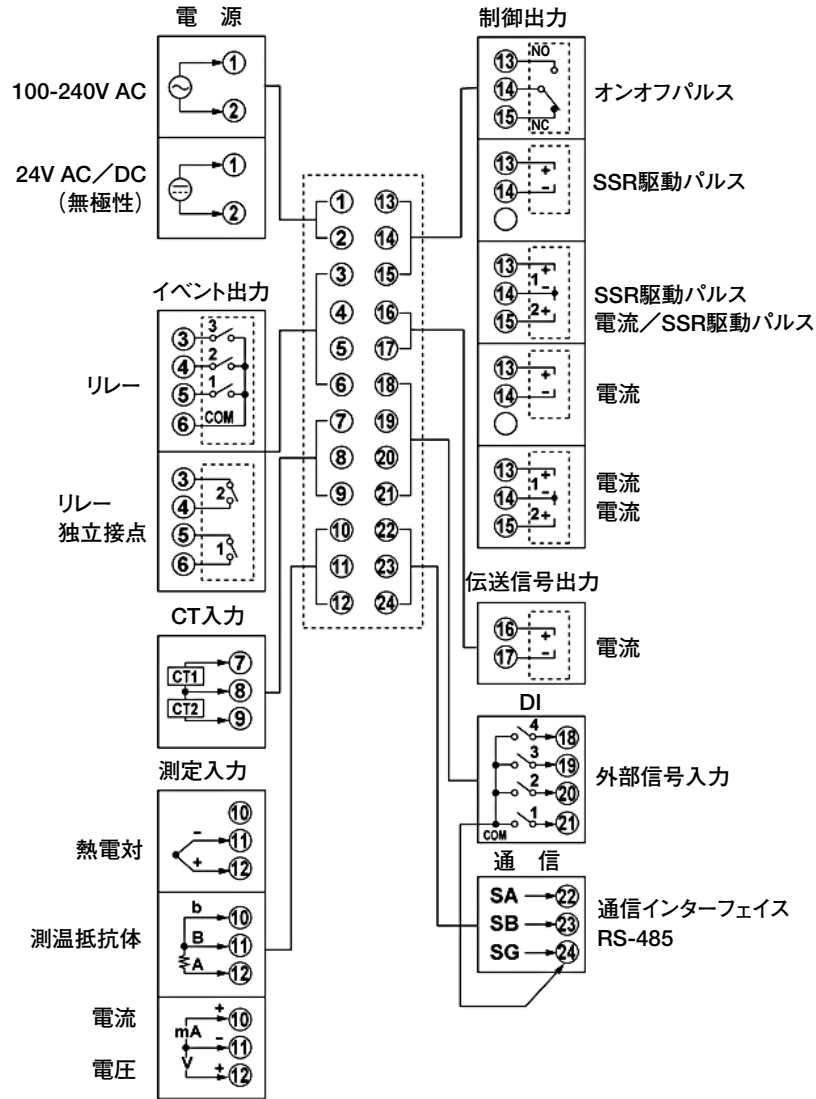 電 源
100-240V AC
①
②
24V AC／DC
（無極性）
①
②
イベント出力
リレー
③ 3
④ 2
⑤ 1
⑥ COM
リレー
独立接点
③
④ 2
⑤
⑥ 1
CT入力
CT1
CT2
⑦
⑧
⑨
測定入力
熱電対
⑩
- ⑪
+ ⑫
測温抵抗体
b ⑩
B ⑪
A ⑫
電流
電圧
mA
V
+ ⑩
- ⑪
+ ⑫
① ⑬
② ⑭
③ ⑮
④ ⑯
⑤ ⑰
⑥ ⑱
⑦ ⑲
⑧ ⑳
⑨ ㉑
⑩ ㉒
⑪ ㉓
⑫ ㉔
制御出力
⑬ NO
⑭
⑮ NC
オンオフパルス
⑬ +
⑭ -
SSR駆動パルス
⑬ +
1
⑭ -
⑮ 2+
SSR駆動パルス
電流／SSR駆動パルス
⑬ +
⑭ -
電流
⑬ +
1
⑭ -
⑮ 2+
電流
電流
伝送信号出力
⑯ +
⑰ -
電流
DI
4 ⑱
3 ⑲
2 ⑳
1 ㉑
COM
外部信号入力
通 信
SA ㉒
SB ㉓
SG ㉔
通信インターフェイス
RS-485